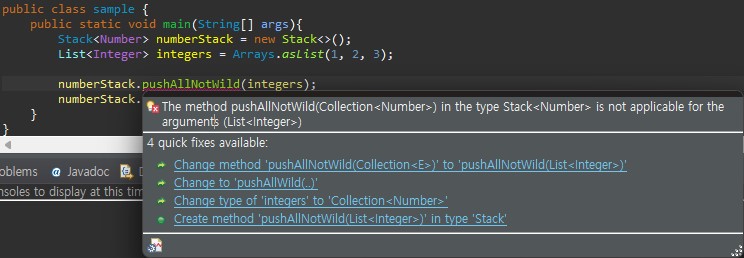 public class sample {
public static void main(String[] args){
Stack<Number> numberStack = new Stack<>();
List<Integer> integers = Arrays.asList(1, 2, 3);
numberStack.pushAllNotWild(integers);
numberStack.
The method pushAllNotWild(Collection<Number>) in the type Stack<Number> is not applicable for the
arguments (List<Integer>)
}
}
4 quick fixes available:
Change method 'pushAllNotWild(Collection<E>)' to 'pushAllNotWild(List<Integer>)'
oblems @ Javadoc D
Change to 'pushAllWild(..)'
nsoles to display at this tim
Change type of 'integers' to 'Collection<Number>'
Create method 'pushAllNotWild(List<Integer>)' in type 'Stack'